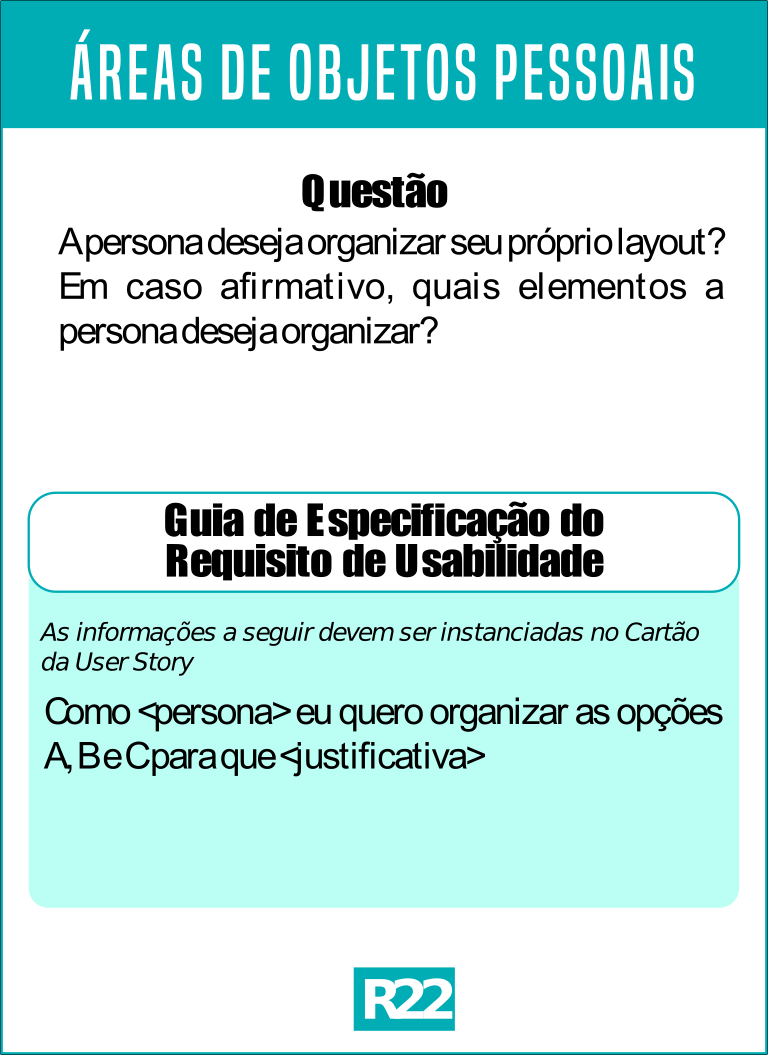 ÁREAS DE OBJETOS PESSOAIS
Questão
A persona deseja organizar seu próprio layout?
Em caso afirmativo, quais elementos a
persona deseja organizar?
Guia de Especificação do
Requisito de Usabilidade
As informações a seguir devem ser instanciadas no Cartão
da User Story
Como <persona> eu quero organizar as opções
A, B e C para que <justificativa>
R22